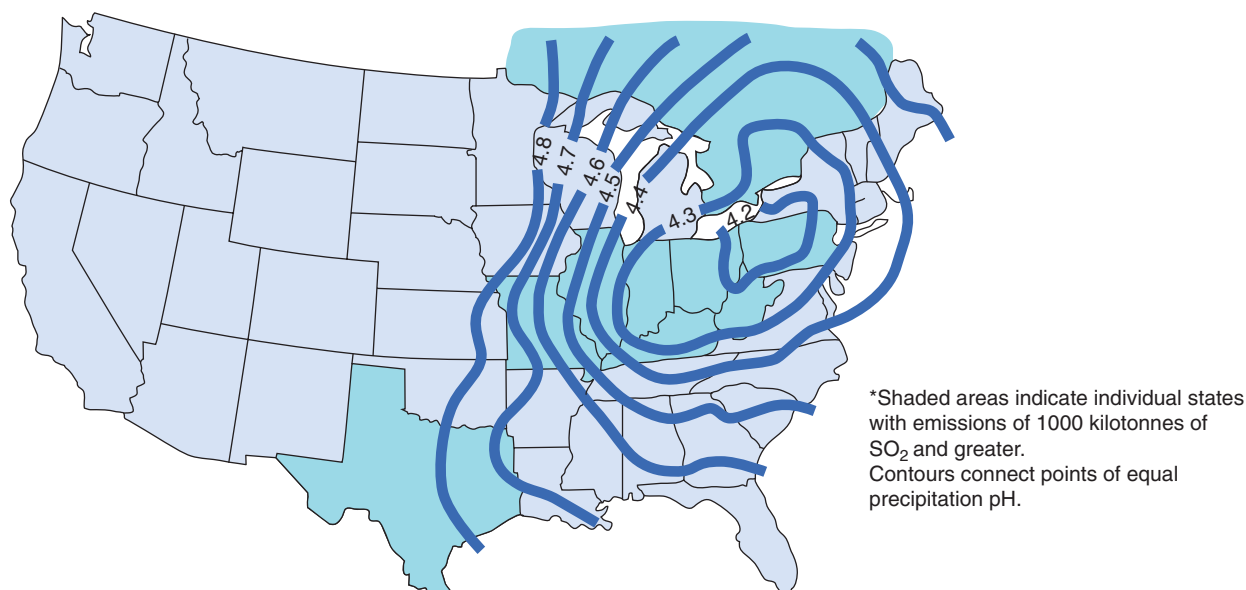 4.8
4.7
4.6
4.5
4.4
4.3
4.2
*Shaded areas indicate individual states
with emissions of 1000 kilotonnes of
SO₂ and greater.
Contours connect points of equal
precipitation pH.